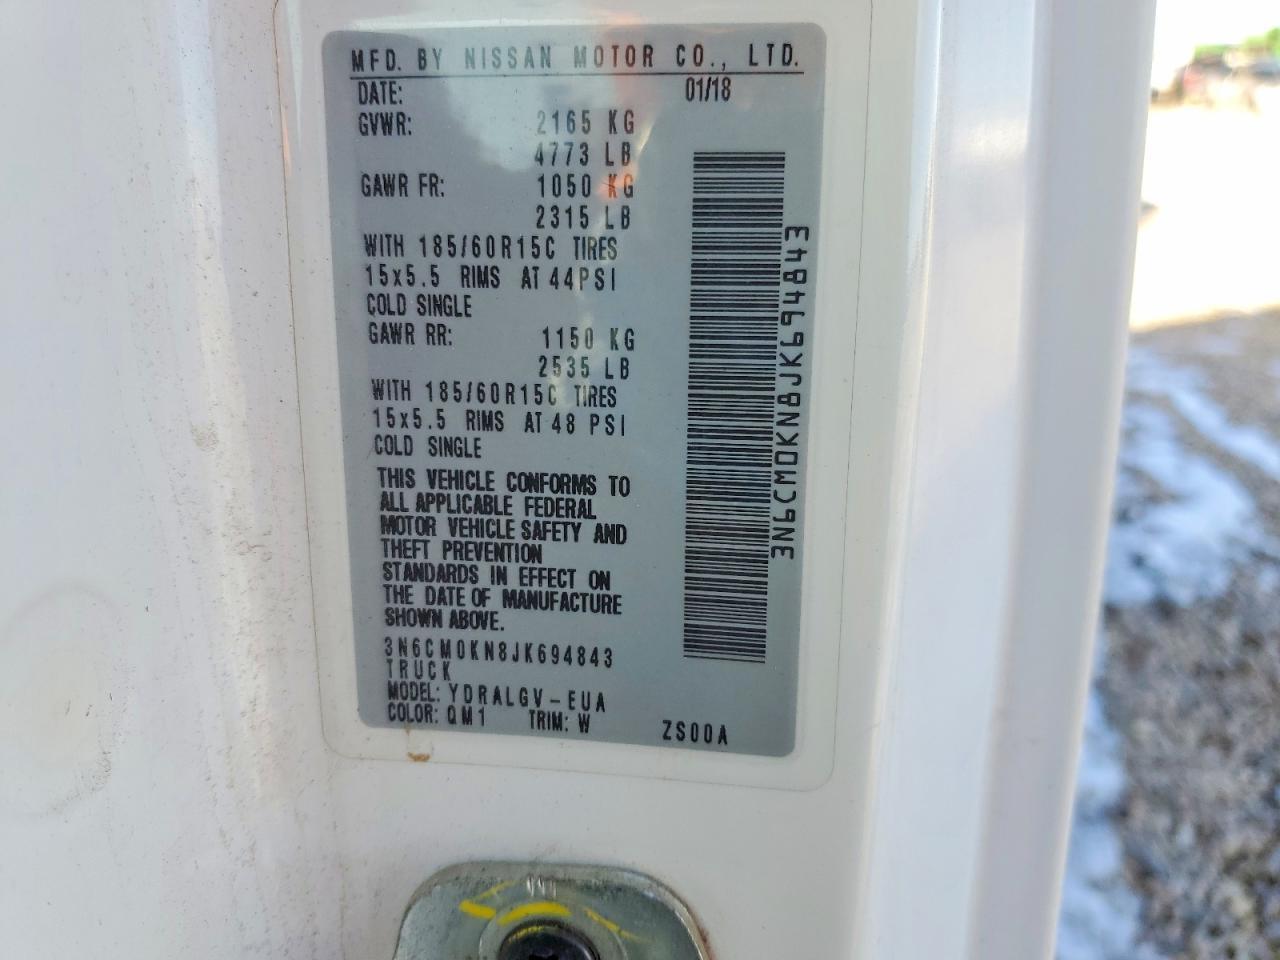 MFD. BY NISSAN MOTOR CO., LTD.
DATE: 01/18
GVWR: 2165 KG
4773 LB
GAWR FR: 1050 KG
2315 LB
WITH 185/60R15C TIRES
15x5.5 RIMS AT 44PSI
COLD SINGLE
GAWR RR: 1150 KG
2535 LB
WITH 185/60R15C TIRES
15x5.5 RIMS AT 48 PSI
COLD SINGLE
THIS VEHICLE CONFORMS TO
ALL APPLICABLE FEDERAL
MOTOR VEHICLE SAFETY AND
THEFT PREVENTION
STANDARDS IN EFFECT ON
THE DATE OF MANUFACTURE
SHOWN ABOVE.
3N6CM0KN8JK694843
TRUCK
MODEL: YDRALGV-EUA
COLOR: QM1 TRIM: W ZS00A
3N6CM0KN8JK694843